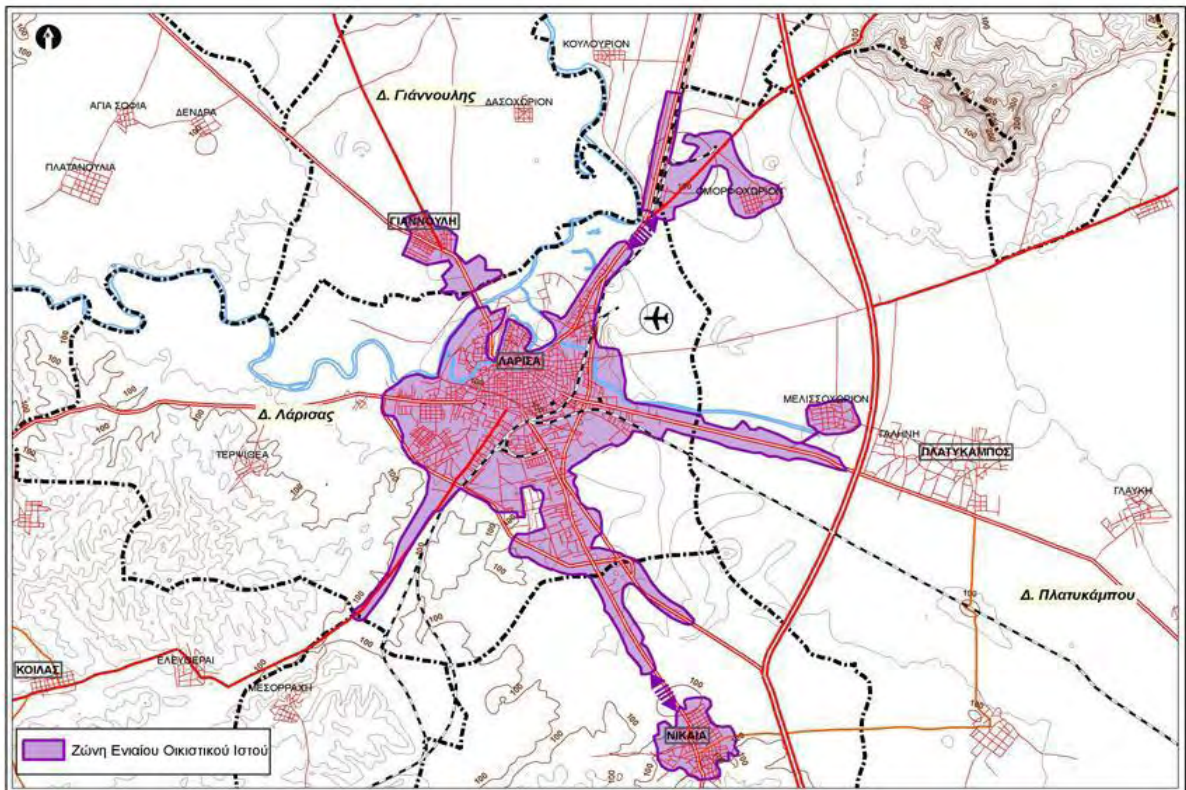 ΚΟΥΛΟΥΡΙΟΝ
Δ. Γιάννουλης
ΔΑΣΟΧΩΡΙΟΝ
ΑΓΙΑ ΣΟΦΙΑ
ΔΕΝΔΡΑ
ΠΛΑΤΑΝΟΥΛΙΑ
ΟΜΟΡΦΟΧΩΡΙΟΝ
ΓΙΑΝΝΟΥΛΗ
ΛΑΡΙΣΑ
ΜΕΛΙΣΣΟΧΩΡΙΟΝ
Δ. Λάρισας
ΓΑΛΗΝΗ
ΠΛΑΤΥΚΑΜΠΟΣ
ΤΕΡΨΙΘΕΑ
ΓΛΑΥΚΗ
Δ. Πλατυκάμπου
ΕΛΕΥΘΕΡΑΙ
ΚΟΙΛΑΣ
ΜΕΣΟΡΡΑΧΗ
ΝΙΚΑΙΑ
Ζώνη Ενιαίου Οικιστικού Ιστού